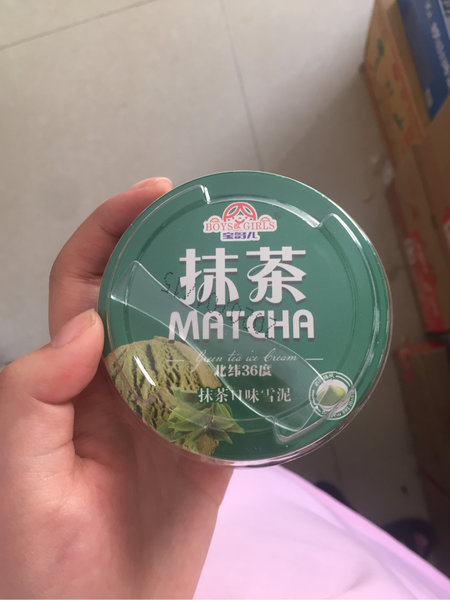 BOYS&GIRLS
宝哥儿
抹茶
MATCHA
Green tea ice Cream
北纬36度
抹茶口味雪泥